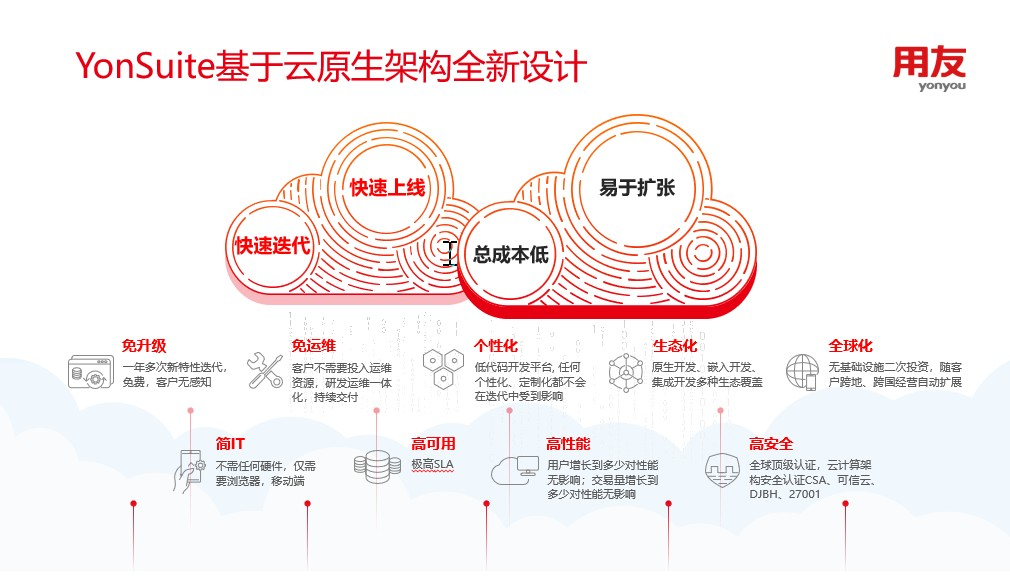 YonSuite基于云原生架构全新设计
用友
yonyou
快速上线
易于扩张
快速迭代
总成本低
免升级
一年多次新特性迭代，
免费，客户无感知
免运维
客户不需要投入运维
资源，研发运维一体
化，持续交付
个性化
低代码开发平台, 任何
个性化、定制化都不会
在迭代中受到影响
生态化
原生开发、嵌入开发、
集成开发多种生态覆盖
全球化
无基础设施二次投资，随客
户跨地、跨国经营自动扩展
简IT
不需任何硬件，仅需
要浏览器，移动端
高可用
极高SLA
高性能
用户增长到多少对性能
无影响；交易量增长到
多少对性能无影响
高安全
全球顶级认证，云计算架
构安全认证CSA、可信云、
DJBH、27001